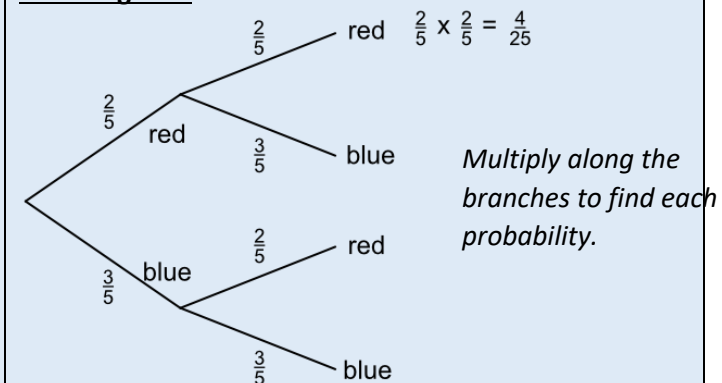 2/5 red 2/5 x 2/5 = 4/25
2/5
red
3/5 blue
Multiply along the
branches to find each
probability.
2/5 red
blue
3/5
3/5 blue